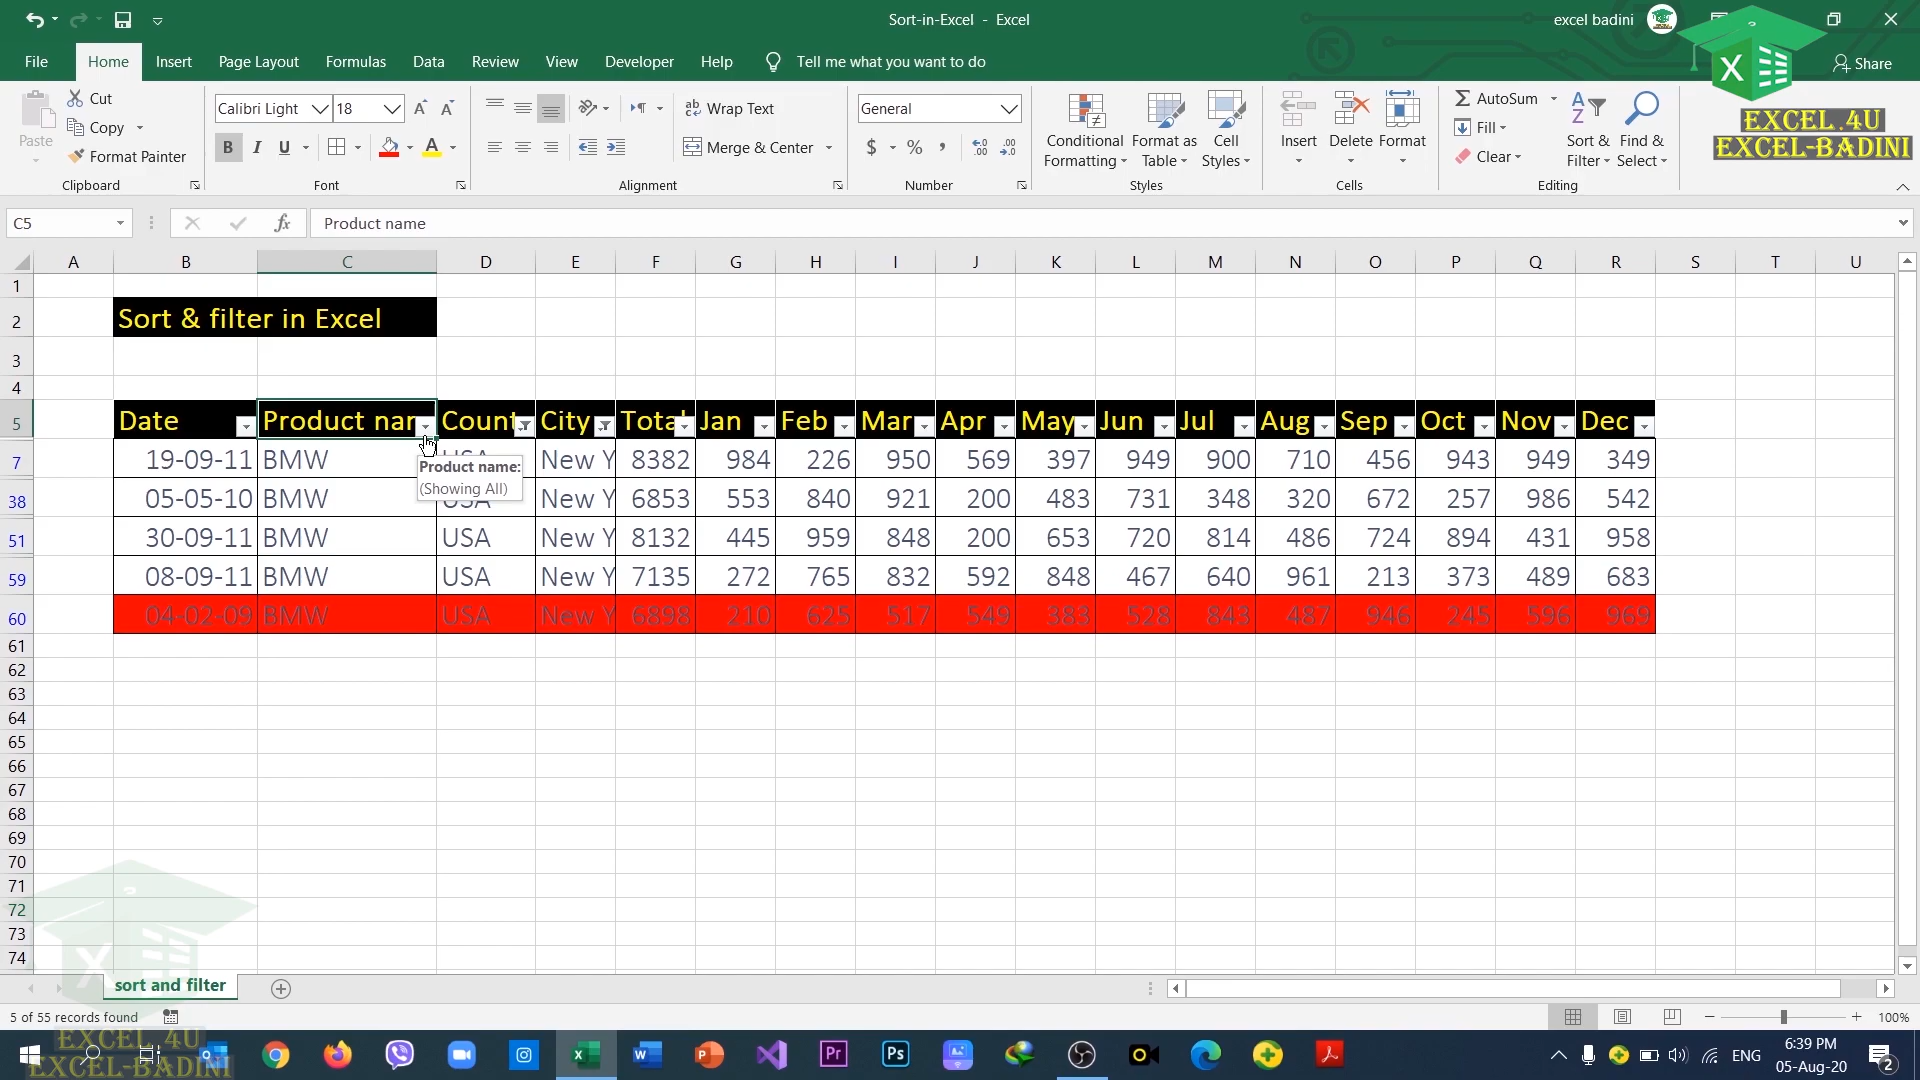 Sort-in-Excel - Excel
excel badini
File Home Insert Page Layout Formulas Data Review View Developer Help Tell me what you want to do Share
EXCEL.4U
EXCEL-BADINI
Paste
Cut
Copy
Format Painter
Clipboard
Calibri Light 18
B I U
Font
Wrap Text
Merge & Center
Alignment
General
$ % ,
Number
Conditional Formatting
Format as Table
Cell Styles
Styles
Insert Delete Format
Cells
AutoSum
Fill
Clear
Sort & Filter
Find & Select
Editing
C5 fx Product name
A B C D E F G H I J K L M N O P Q R S T U
1
2 Sort & filter in Excel
3
4
5 Date Product nar Count City Tota Jan Feb Mar Apr May Jun Jul Aug Sep Oct Nov Dec
7 19-09-11 BMW USA New Y 8382 984 226 950 569 397 949 900 710 456 943 949 349
Product name:
(Showing All)
38 05-05-10 BMW USA New Y 6853 553 840 921 200 483 731 348 320 672 257 986 542
51 30-09-11 BMW USA New Y 8132 445 959 848 200 653 720 814 486 724 894 431 958
59 08-09-11 BMW USA New Y 7135 272 765 832 592 848 467 640 961 213 373 489 683
60 04-02-09 BMW USA New Y 6898 210 625 517 549 383 528 843 487 946 245 596 969
61
62
63
64
65
66
67
68
69
70
71
72
73
74
sort and filter
5 of 55 records found
100%
EXCEL.4U
EXCEL-BADINI
ENG
6:39 PM
05-Aug-20
2